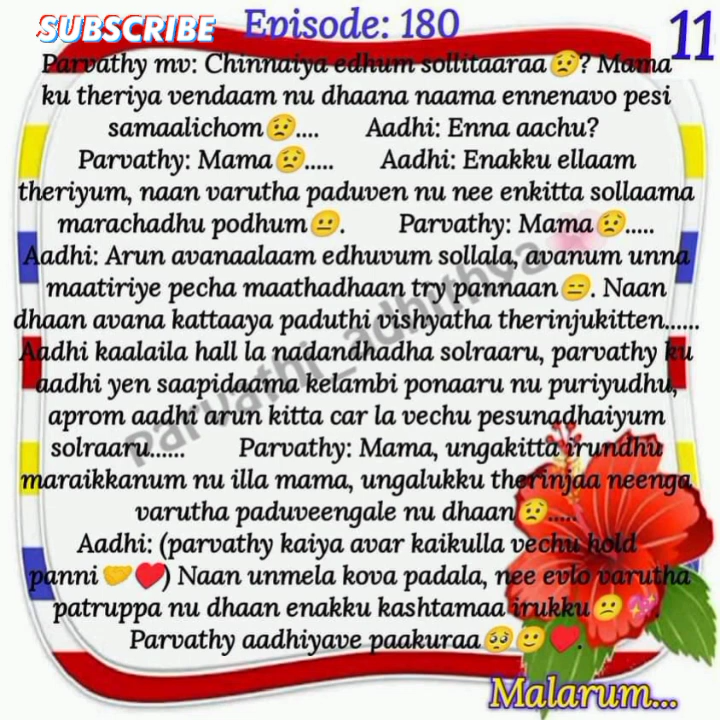 SUBSCRIBE Episode: 180 11
Parvathy mv: Chinnaiya edhum sollitaaraa😟? Mama
ku theriya vendaam nu dhaana naama ennenavo pesi
samaalichom😟.... Aadhi: Enna aachu?
Parvathy: Mama😟..... Aadhi: Enakku ellaam
theriyum, naan varutha paduven nu nee enkitta sollaama
marachadhu podhum😐. Parvathy: Mama😟.....
Aadhi: Arun avanaalaam edhuvum sollala, avanum unna
maatiriye pecha maathadhaan try pannaan😑. Naan
dhaan avana kattaaya paduthi vishyatha therinjukitten......
Aadhi kaalaila hall la nadandhadha solraaru, parvathy ku
aadhi yen saapidaama kelambi ponaaru nu puriyudhu,
aprom aadhi arun kitta car la vechu pesunadhaiyum
solraaru...... Parvathy: Mama, ungakitta irundhu
maraikkanum nu illa mama, ungalukku therinjaa neenga
varutha paduveengale nu dhaan😟.....
Aadhi: (parvathy kaiya avar kaikulla vechu hold
panni🤝❤️) Naan unmela kova padala, nee evlo varutha
patruppa nu dhaan enakku kashtamaa irukku😕💖.
Parvathy aadhiyave paakuraa🥺🙂❤️.
Malarum...
parvathi_adhithya